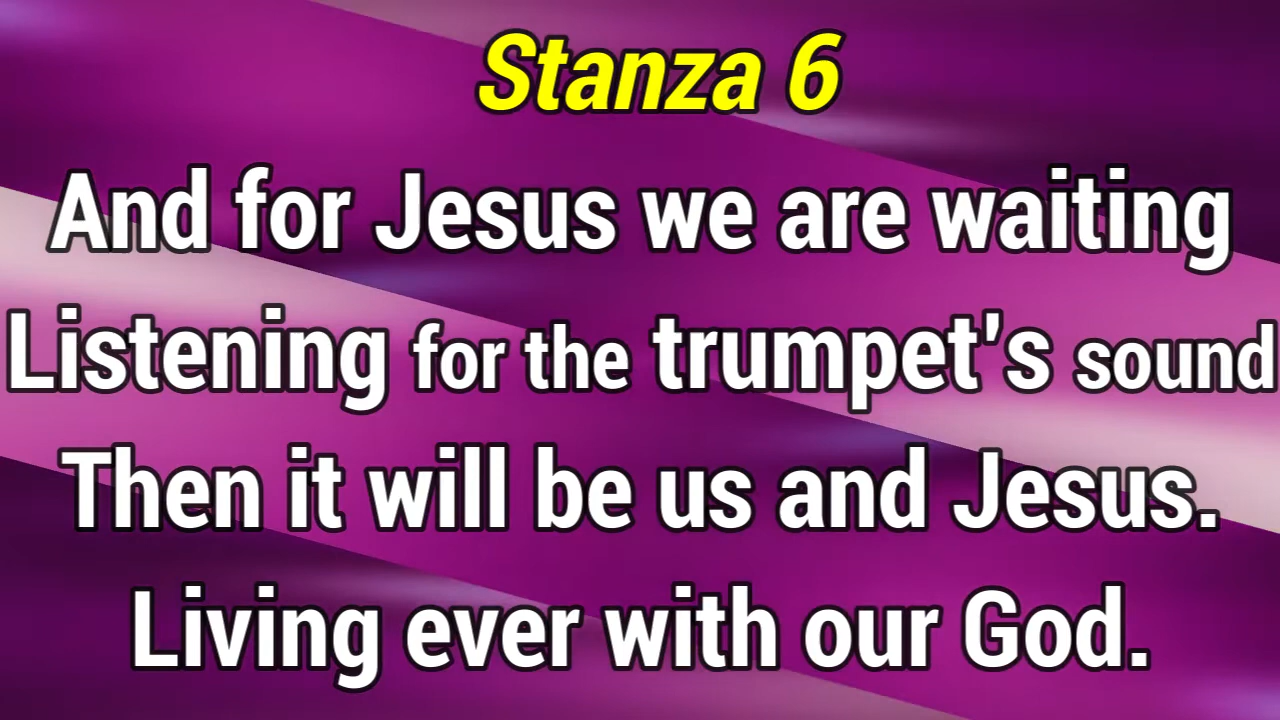 Stanza 6
And for Jesus we are waiting
Listening for the trumpet's sound
Then it will be us and Jesus.
Living ever with our God.